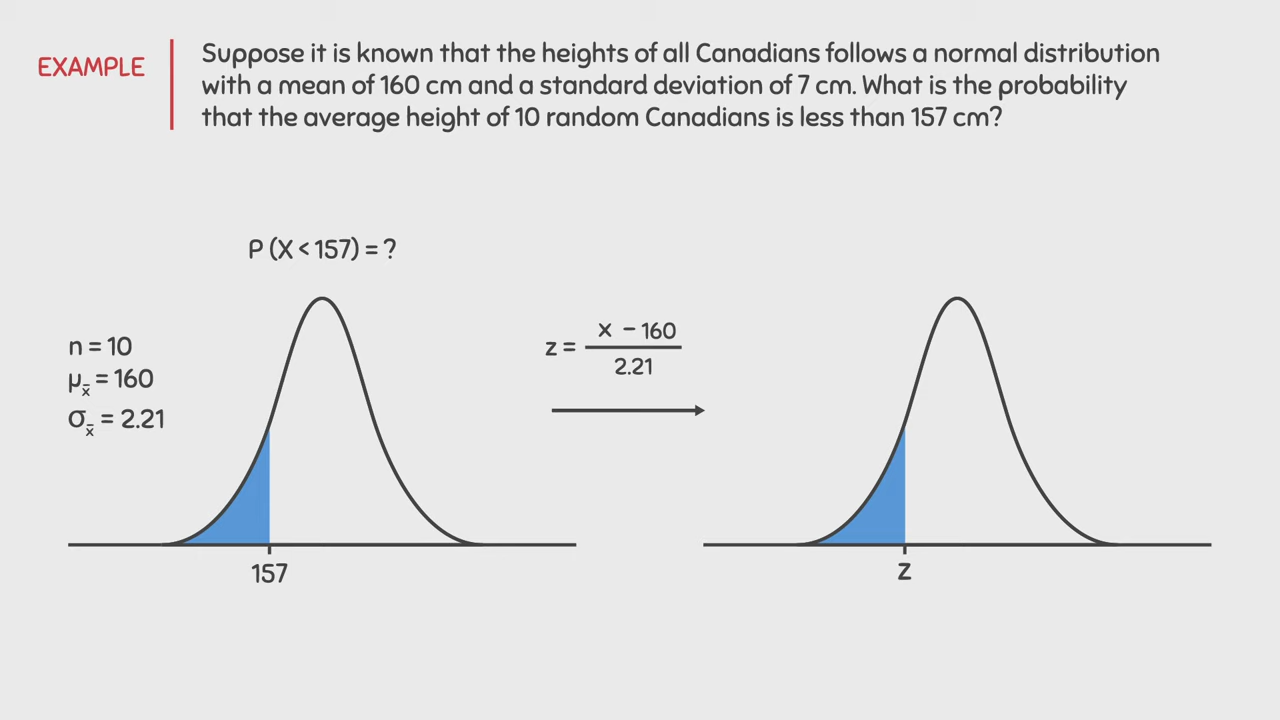 EXAMPLE
Suppose it is known that the heights of all Canadians follows a normal distribution
with a mean of 160 cm and a standard deviation of 7 cm. What is the probability
that the average height of 10 random Canadians is less than 157 cm?
P (X < 157) = ?
n = 10
μx̄ = 160
σx̄ = 2.21
157
z = x − 160
2.21
z